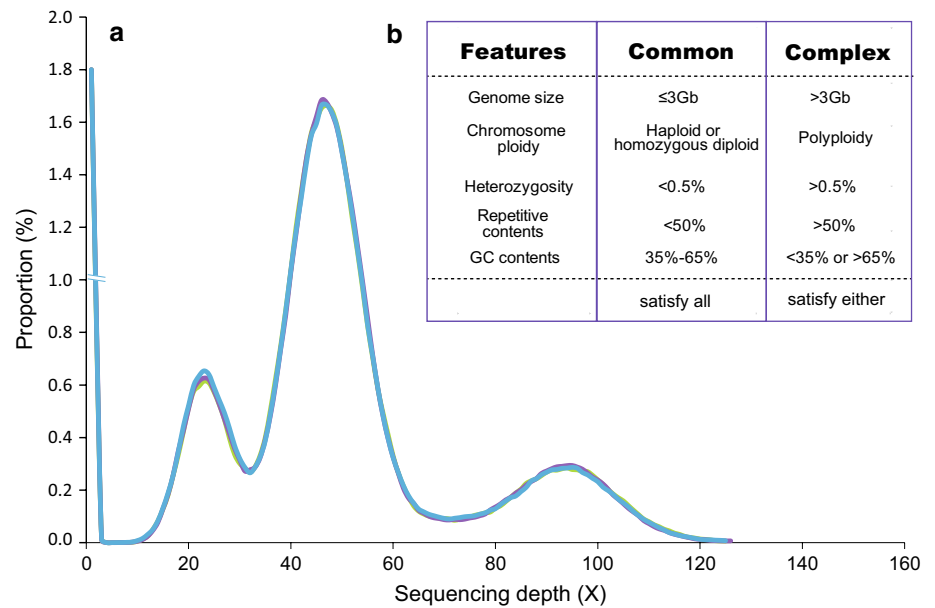 a
2.0
1.8
1.6
1.4
1.2
1.0
0.8
0.6
0.4
0.2
0.0
Proportion (%)
0 20 40 60 80 100 120 140 160
Sequencing depth (X)
b
Features Common Complex
Genome size ≤3Gb >3Gb
Chromosome ploidy Haploid or homozygous diploid Polyploidy
Heterozygosity <0.5% >0.5%
Repetitive contents <50% >50%
GC contents 35%-65% <35% or >65%
satisfy all satisfy either